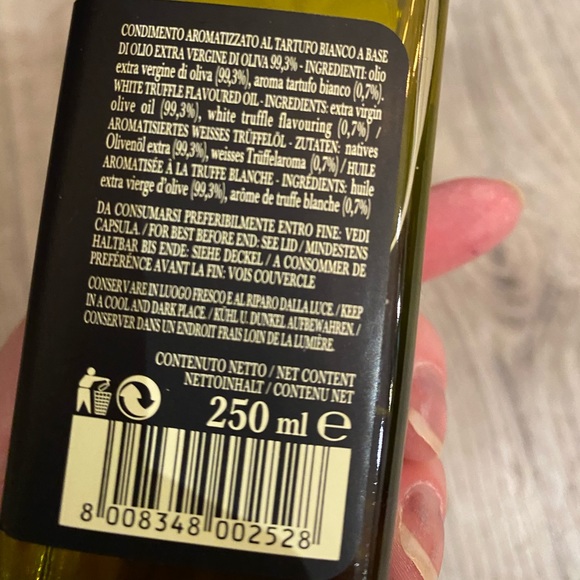 CONDIMENTO AROMATIZZATO AL TARTUFO BIANCO A BASE
DI OLIO EXTRA VERGINE DI OLIVA 99,3% - INGREDIENTI: olio
extra vergine di oliva (99,3%), aroma tartufo bianco (0,7%).
WHITE TRUFFLE FLAVOURED OIL - INGREDIENTS: extra virgin
olive oil (99,3%), white truffle flavouring (0,7%) /
AROMATISIERTES WEISSES TRÜFFELÖL - ZUTATEN: natives
Olivenöl extra (99,3%), weisses Trüffelaroma (0,7%) / HUILE
AROMATISÉE À LA TRUFFE BLANCHE - INGRÉDIENTS: huile
extra vierge d'olive (99,3%), arôme de truffe blanche (0,7%)
DA CONSUMARSI PREFERIBILMENTE ENTRO FINE: VEDI
CAPSULA / FOR BEST BEFORE END: SEE LID / MINDESTENS
HALTBAR BIS ENDE: SIEHE DECKEL / A CONSOMMER DE
PREFÉRENCE AVANT LA FIN: VOIS COUVERCLE
CONSERVARE IN LUOGO FRESCO E AL RIPARO DALLA LUCE. / KEEP
IN A COOL AND DARK PLACE / KÜHL U. DUNKEL AUFBEWAHREN. /
CONSERVER DANS UN ENDROIT FRAIS LOIN DE LA LUMIÈRE.
CONTENUTO NETTO / NET CONTENT
NETTOINHALT / CONTENU NET
250 ml e
8 008348 002528